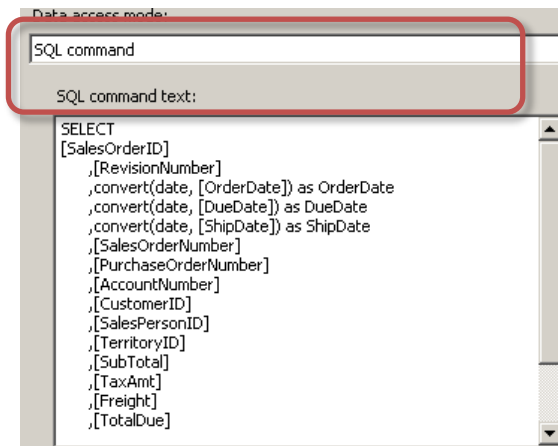 Data access mode:
SQL command
SQL command text:
SELECT
[SalesOrderID]
,[RevisionNumber]
,convert(date, [OrderDate]) as OrderDate
,convert(date, [DueDate]) as DueDate
,convert(date, [ShipDate]) as ShipDate
,[SalesOrderNumber]
,[PurchaseOrderNumber]
,[AccountNumber]
,[CustomerID]
,[SalesPersonID]
,[TerritoryID]
,[SubTotal]
,[TaxAmt]
,[Freight]
,[TotalDue]